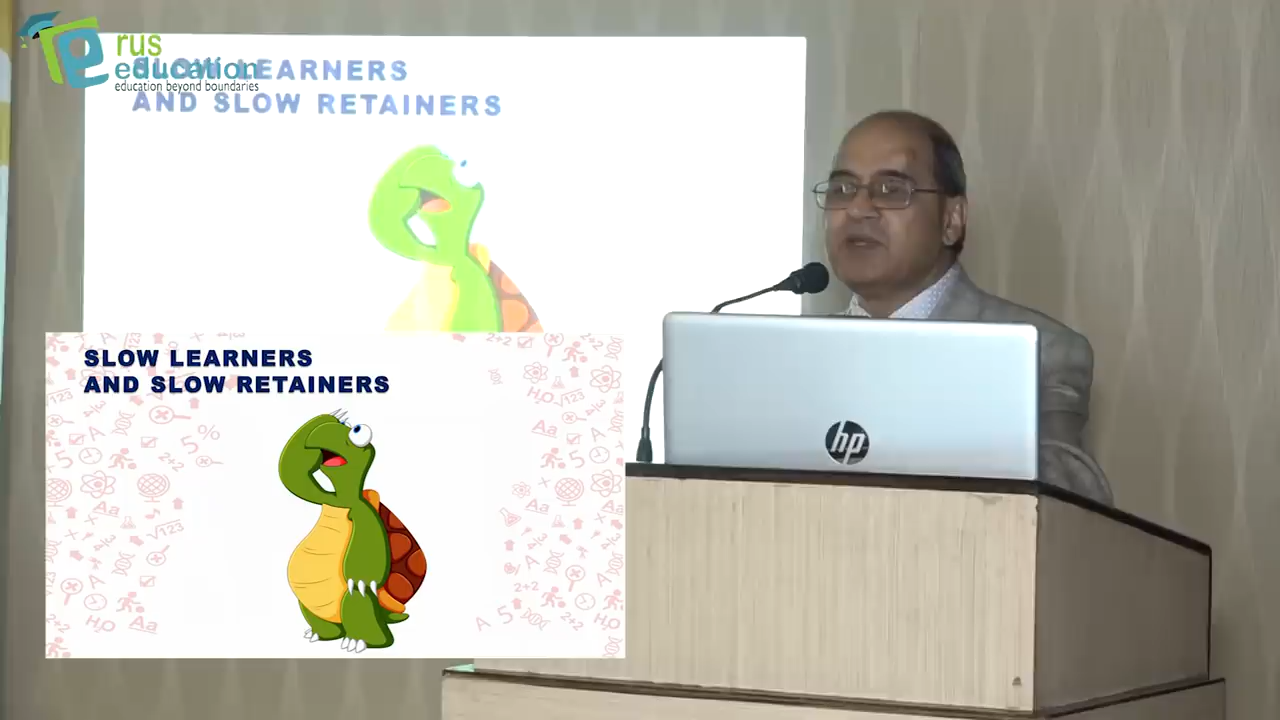 rus
education
education beyond boundaries
SLOW LEARNERS
AND SLOW RETAINERS
SLOW LEARNERS
AND SLOW RETAINERS
hp